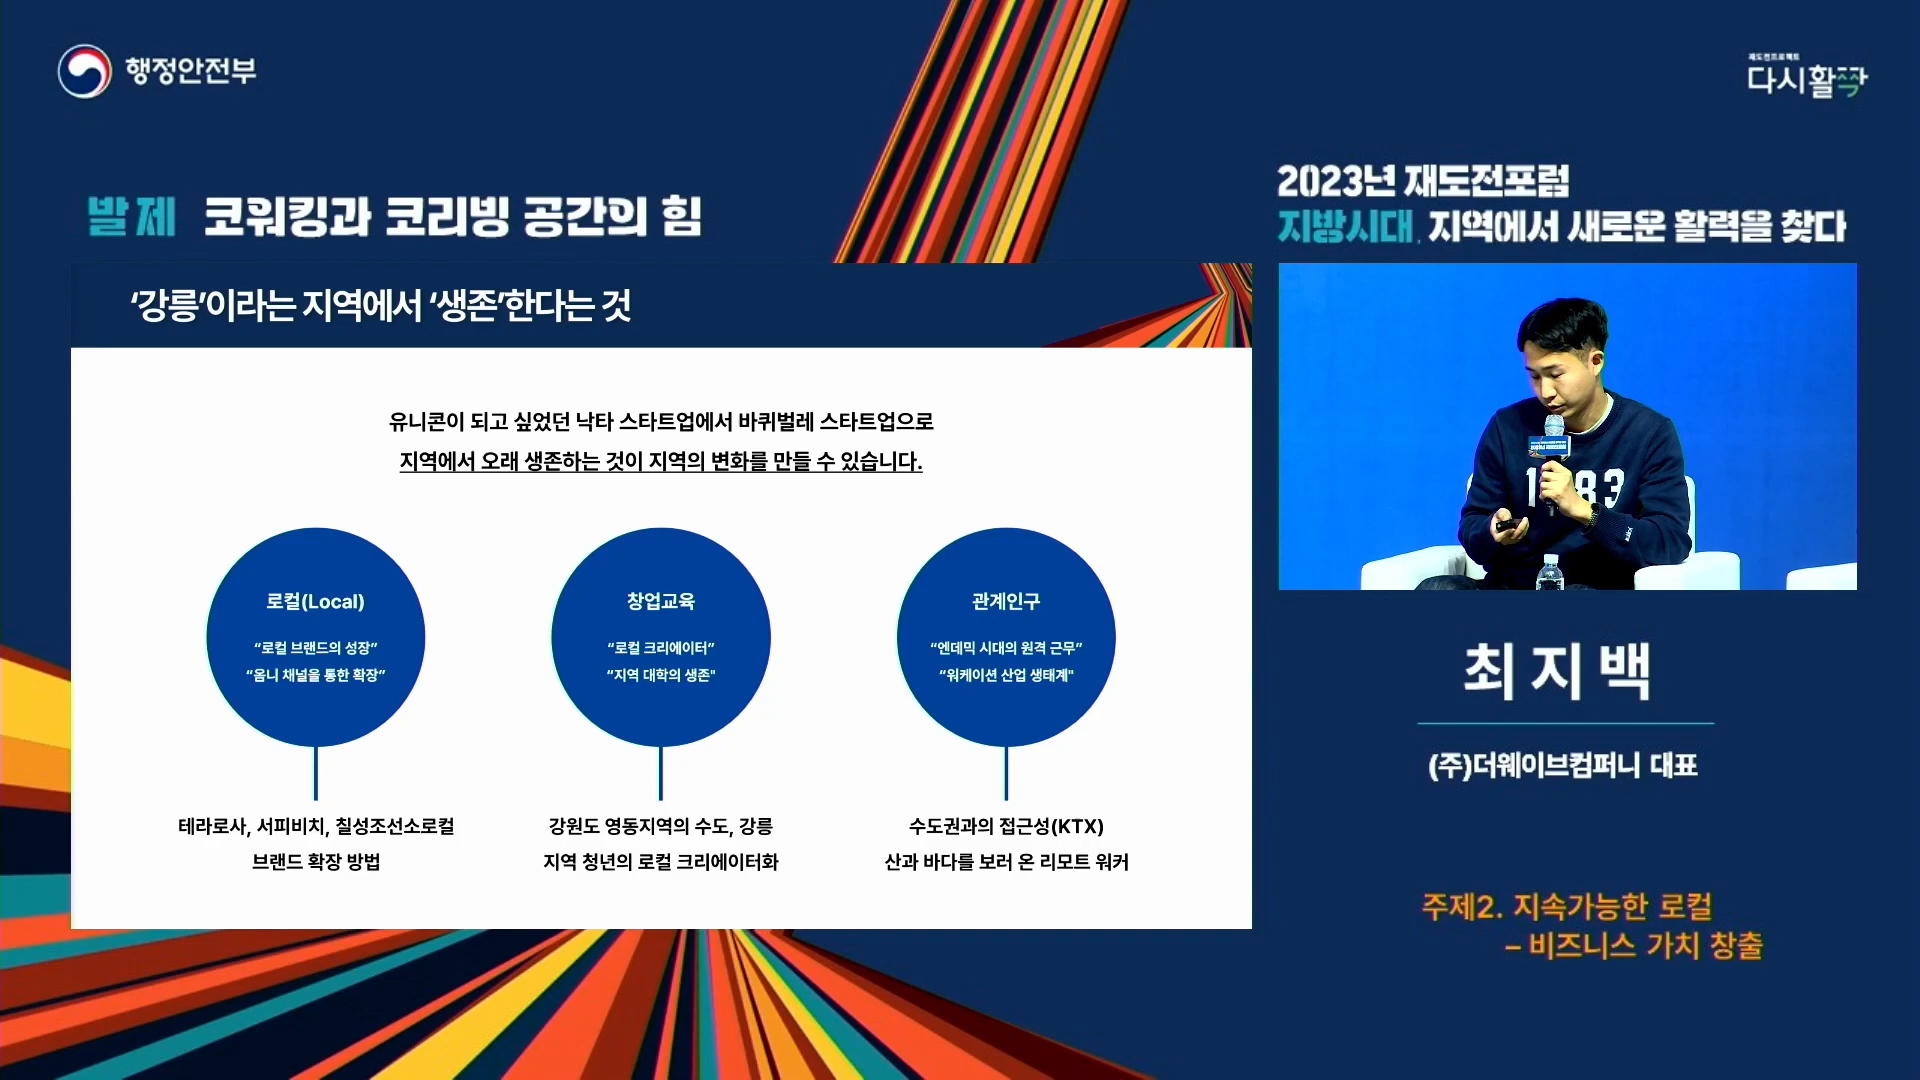 행정안전부
재도전프로젝트
다시활짝
발제 코워킹과 코리빙 공간의 힘
2023년 재도전포럼
지방시대, 지역에서 새로운 활력을 찾다
‘강릉’이라는 지역에서 ‘생존’한다는 것
유니콘이 되고 싶었던 낙타 스타트업에서 바퀴벌레 스타트업으로
지역에서 오래 생존하는 것이 지역의 변화를 만들 수 있습니다.
로컬(Local)
“로컬 브랜드의 성장”
“옴니 채널을 통한 확장”
테라로사, 서피비치, 칠성조선소로컬
브랜드 확장 방법
창업교육
“로컬 크리에이터”
“지역 대학의 생존"
강원도 영동지역의 수도, 강릉
지역 청년의 로컬 크리에이터화
관계인구
“엔데믹 시대의 원격 근무”
“워케이션 산업 생태계"
수도권과의 접근성(KTX)
산과 바다를 보러 온 리모트 워커
최지백
(주)더웨이브컴퍼니 대표
주제2. 지속가능한 로컬
– 비즈니스 가치 창출